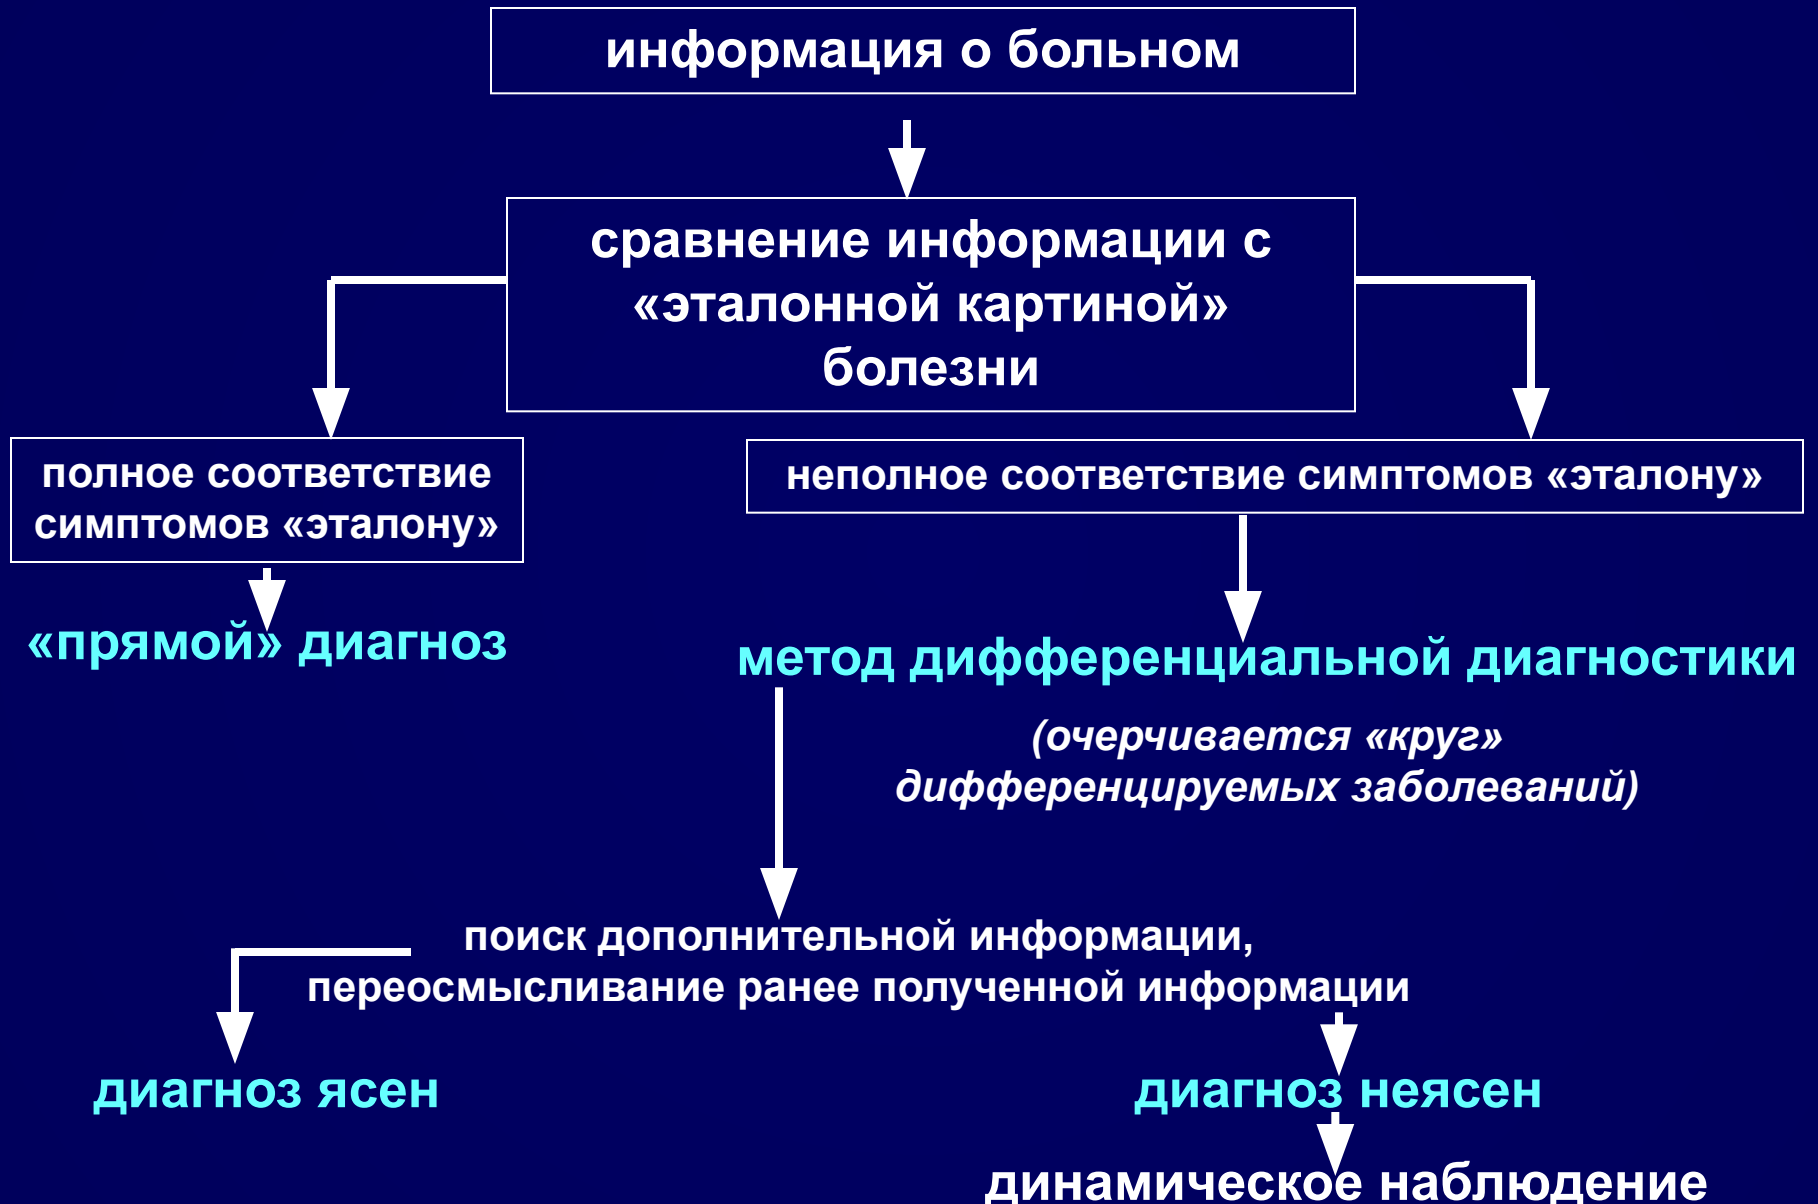 информация о больном
сравнение информации с
«эталонной картиной»
болезни
полное соответствие
симптомов «эталону»
неполное соответствие симптомов «эталону»
«прямой» диагноз
метод дифференциальной диагностики
(очерчивается «круг»
дифференцируемых заболеваний)
поиск дополнительной информации,
переосмысливание ранее полученной информации
диагноз ясен
диагноз неясен
динамическое наблюдение